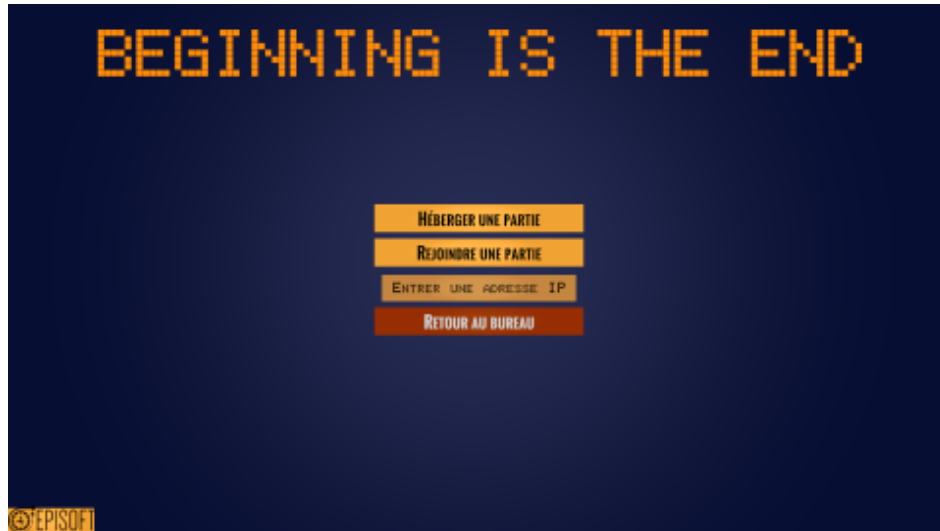 BEGINNING IS THE END
Héberger une partie
Rejoindre une partie
Entrer une adresse IP
Retour au bureau
EPISOFT